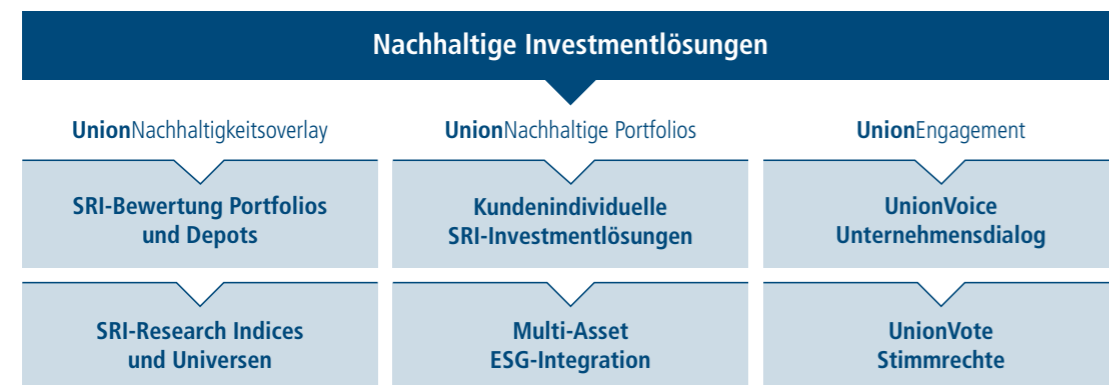 Nachhaltige Investmentlösungen
UnionNachhaltigkeitsoverlay
UnionNachhaltige Portfolios
UnionEngagement
SRI-Bewertung Portfolios
und Depots
Kundenindividuelle
SRI-Investmentlösungen
UnionVoice
Unternehmensdialog
SRI-Research Indices
und Universen
Multi-Asset
ESG-Integration
UnionVote
Stimmrechte